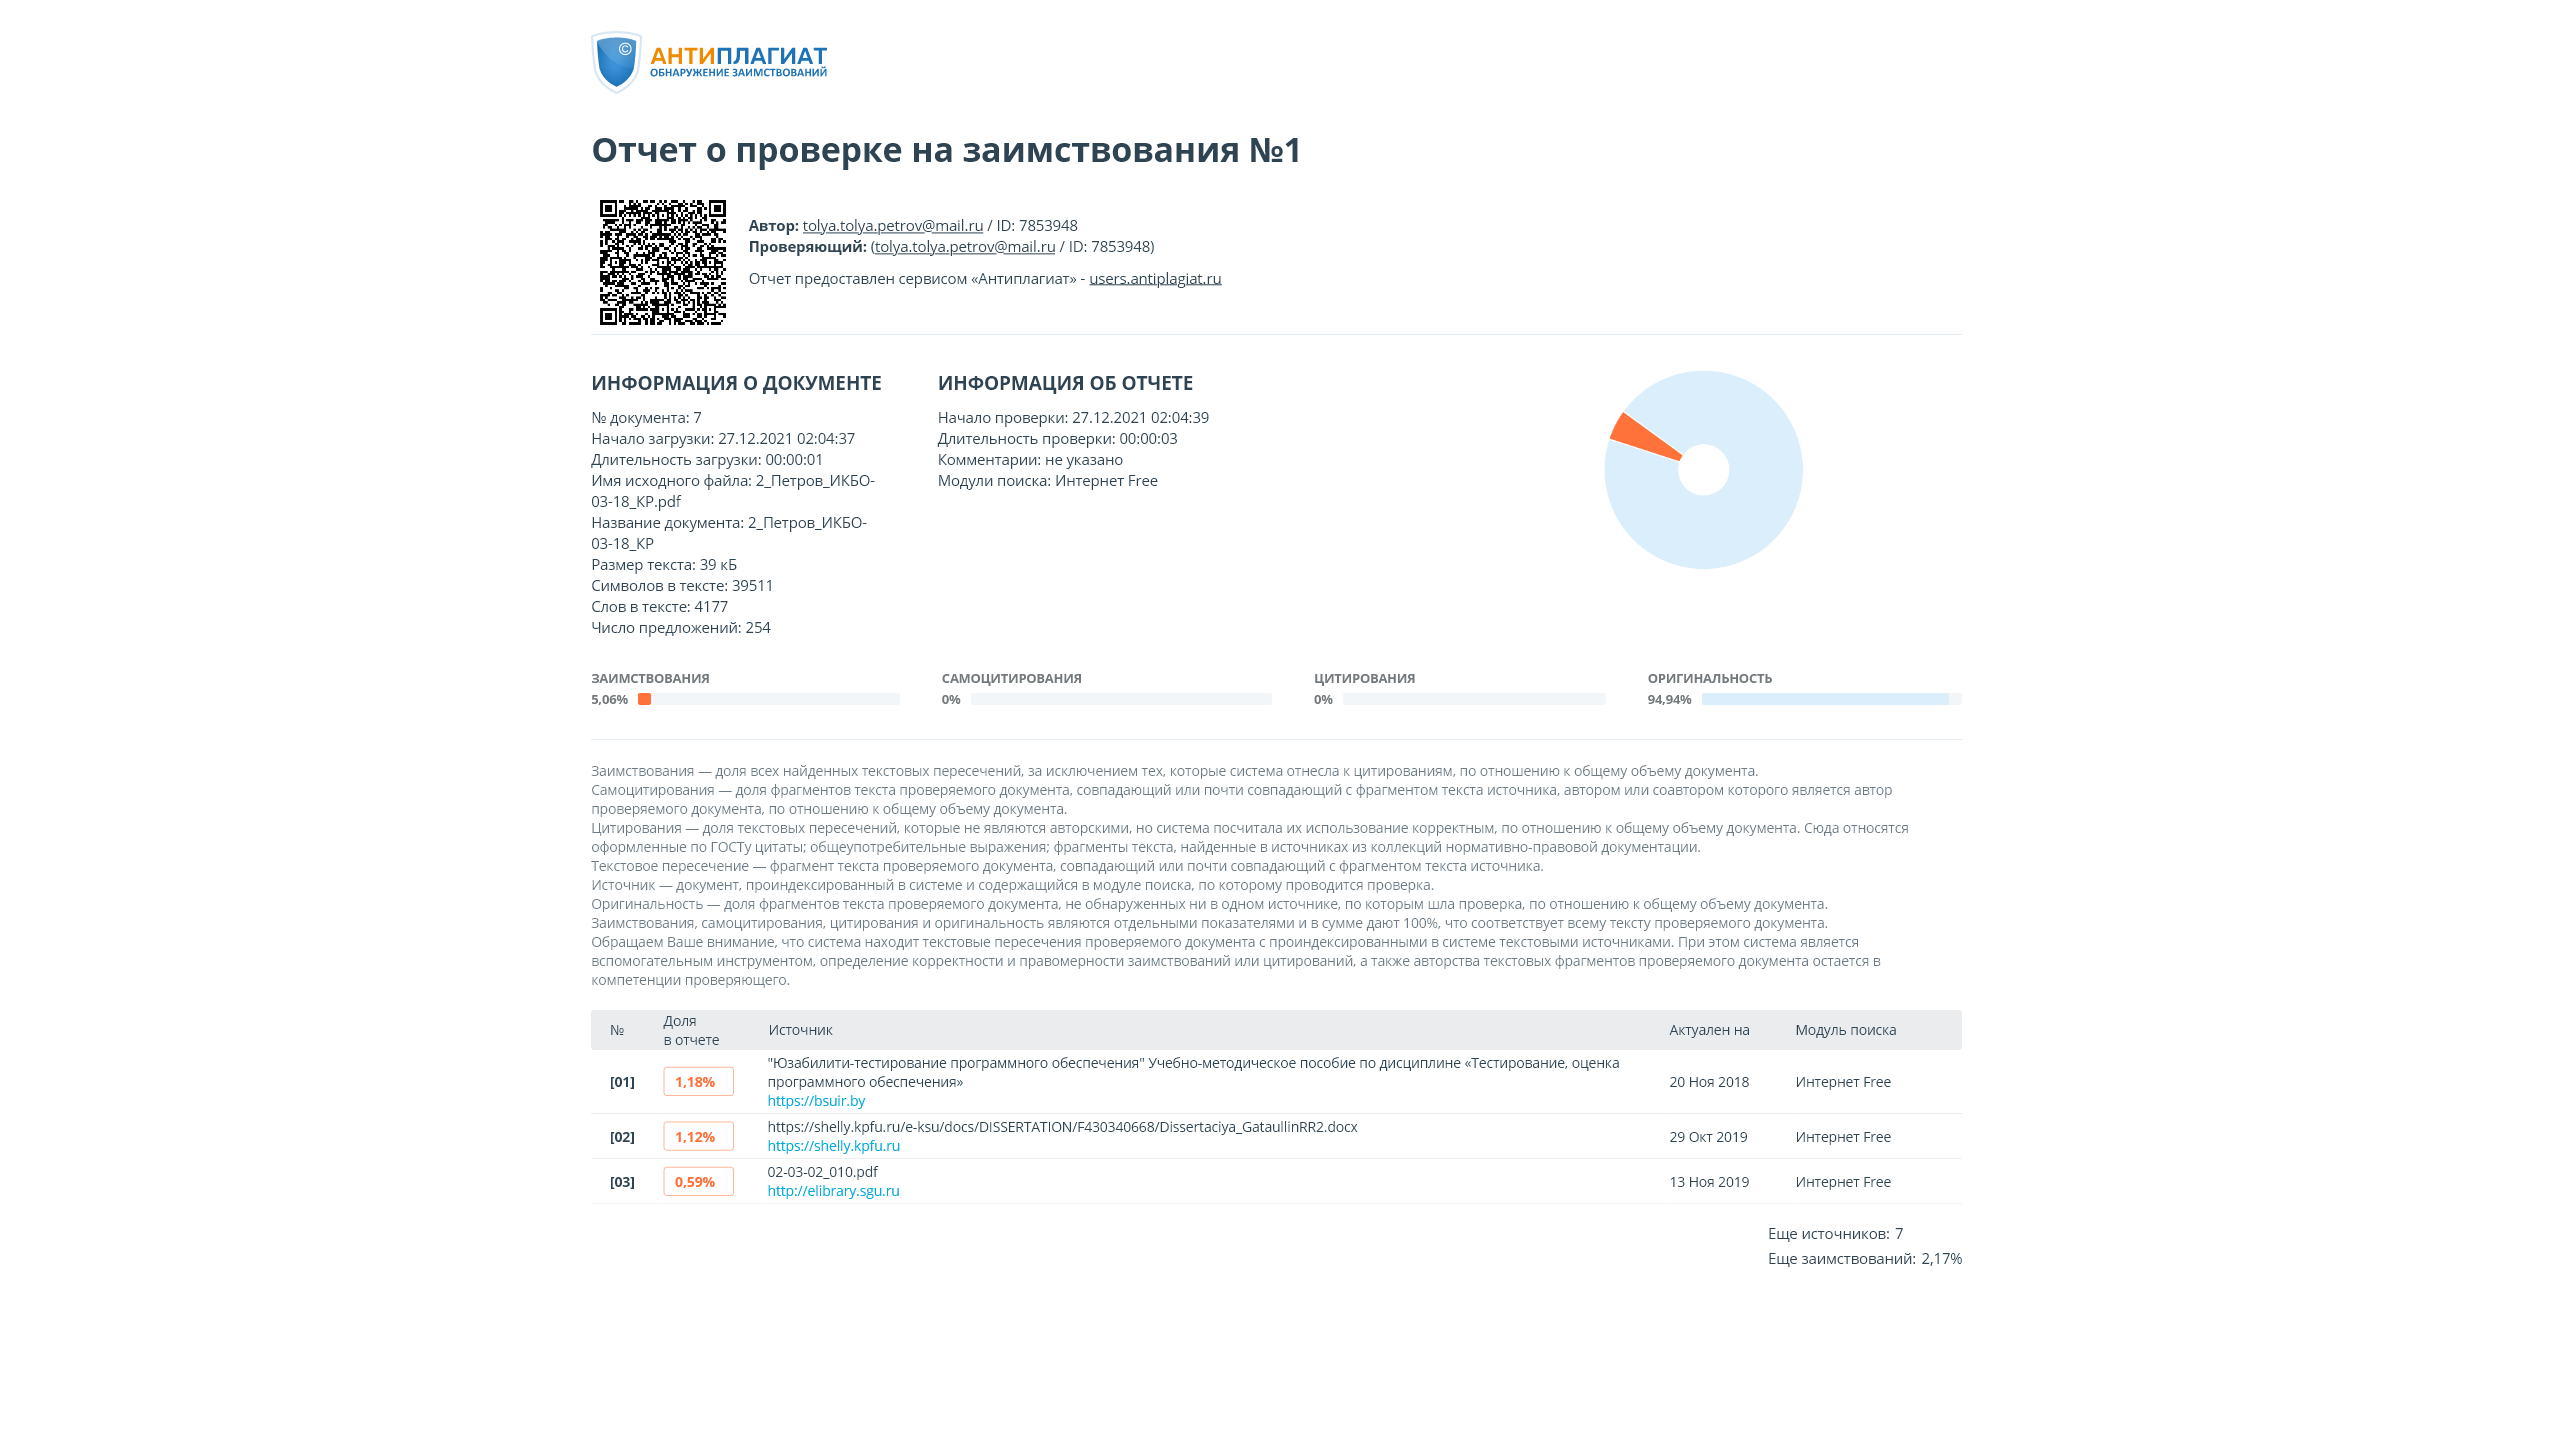 ©
АНТИПЛАГИАТ
ОБНАРУЖЕНИЕ ЗАИМСТВОВАНИЙ
Отчет о проверке на заимствования №1
Автор: tolya.tolya.petrov@mail.ru / ID: 7853948
Проверяющий: (tolya.tolya.petrov@mail.ru / ID: 7853948)
Отчет предоставлен сервисом «Антиплагиат» - users.antiplagiat.ru
ИНФОРМАЦИЯ О ДОКУМЕНТЕ
№ документа: 7
Начало загрузки: 27.12.2021 02:04:37
Длительность загрузки: 00:00:01
Имя исходного файла: 2_Петров_ИКБО-
03-18_КР.pdf
Название документа: 2_Петров_ИКБО-
03-18_КР
Размер текста: 39 кБ
Символов в тексте: 39511
Слов в тексте: 4177
Число предложений: 254
ИНФОРМАЦИЯ ОБ ОТЧЕТЕ
Начало проверки: 27.12.2021 02:04:39
Длительность проверки: 00:00:03
Комментарии: не указано
Модули поиска: Интернет Free
ЗАИМСТВОВАНИЯ
5,06%
САМОЦИТИРОВАНИЯ
0%
ЦИТИРОВАНИЯ
0%
ОРИГИНАЛЬНОСТЬ
94,94%
Заимствования — доля всех найденных текстовых пересечений, за исключением тех, которые система отнесла к цитированиям, по отношению к общему объему документа.
Самоцитирования — доля фрагментов текста проверяемого документа, совпадающий или почти совпадающий с фрагментом текста источника, автором или соавтором которого является автор
проверяемого документа, по отношению к общему объему документа.
Цитирования — доля текстовых пересечений, которые не являются авторскими, но система посчитала их использование корректным, по отношению к общему объему документа. Сюда относятся
оформленные по ГОСТу цитаты; общеупотребительные выражения; фрагменты текста, найденные в источниках из коллекций нормативно-правовой документации.
Текстовое пересечение — фрагмент текста проверяемого документа, совпадающий или почти совпадающий с фрагментом текста источника.
Источник — документ, проиндексированный в системе и содержащийся в модуле поиска, по которому проводится проверка.
Оригинальность — доля фрагментов текста проверяемого документа, не обнаруженных ни в одном источнике, по которым шла проверка, по отношению к общему объему документа.
Заимствования, самоцитирования, цитирования и оригинальность являются отдельными показателями и в сумме дают 100%, что соответствует всему тексту проверяемого документа.
Обращаем Ваше внимание, что система находит текстовые пересечения проверяемого документа с проиндексированными в системе текстовыми источниками. При этом система является
вспомогательным инструментом, определение корректности и правомерности заимствований или цитирований, а также авторства текстовых фрагментов проверяемого документа остается в
компетенции проверяющего.
№
Доля
в отчете
Источник
Актуален на
Модуль поиска
[01]
1,18%
"Юзабилити-тестирование программного обеспечения" Учебно-методическое пособие по дисциплине «Тестирование, оценка
программного обеспечения»
https://bsuir.by
20 Ноя 2018
Интернет Free
[02]
1,12%
https://shelly.kpfu.ru/e-ksu/docs/DISSERTATION/F430340668/Dissertaciya_GataullinRR2.docx
https://shelly.kpfu.ru
29 Окт 2019
Интернет Free
[03]
0,59%
02-03-02_010.pdf
http://elibrary.sgu.ru
13 Ноя 2019
Интернет Free
Еще источников: 7
Еще заимствований: 2,17%